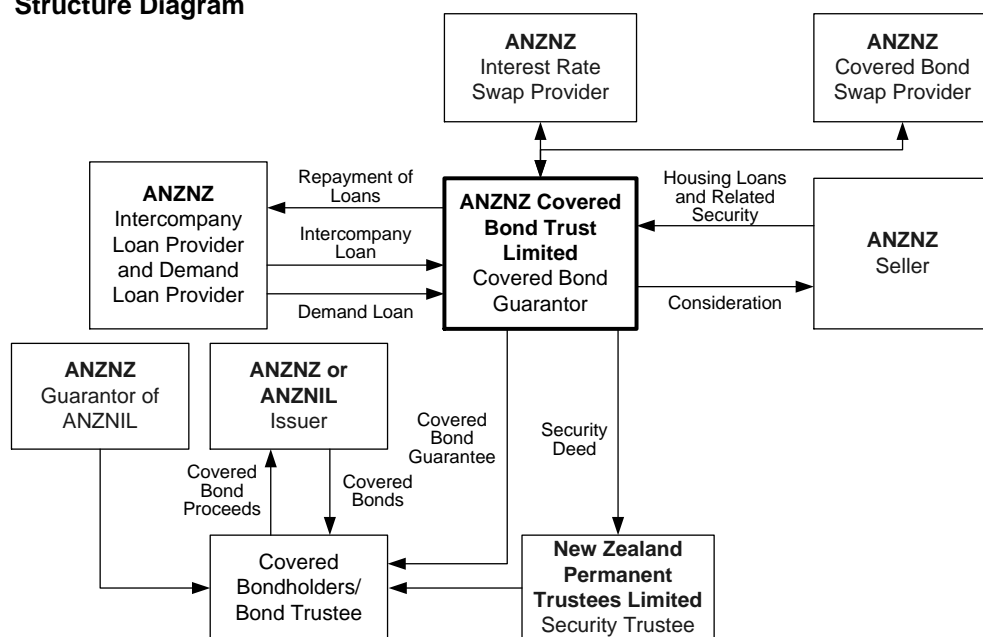 Structure Diagram
ANZNZ
Interest Rate
Swap Provider
ANZNZ
Covered Bond
Swap Provider
ANZNZ
Intercompany
Loan Provider
and Demand
Loan Provider
Repayment of
Loans
Intercompany
Loan
Demand Loan
ANZNZ Covered
Bond Trust
Limited
Covered Bond
Guarantor
Housing Loans
and Related
Security
Consideration
ANZNZ
Seller
ANZNZ
Guarantor of
ANZNIL
ANZNZ or
ANZNIL
Issuer
Covered
Bond
Guarantee
Security
Deed
Covered
Bond
Proceeds
Covered
Bonds
Covered
Bondholders/
Bond Trustee
New Zealand
Permanent
Trustees Limited
Security Trustee